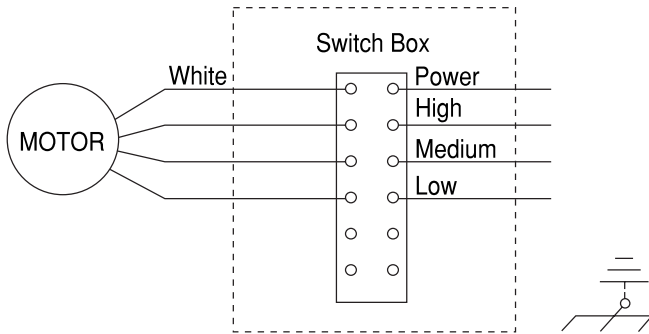 Switch Box
White
Power
High
MOTOR
Medium
Low